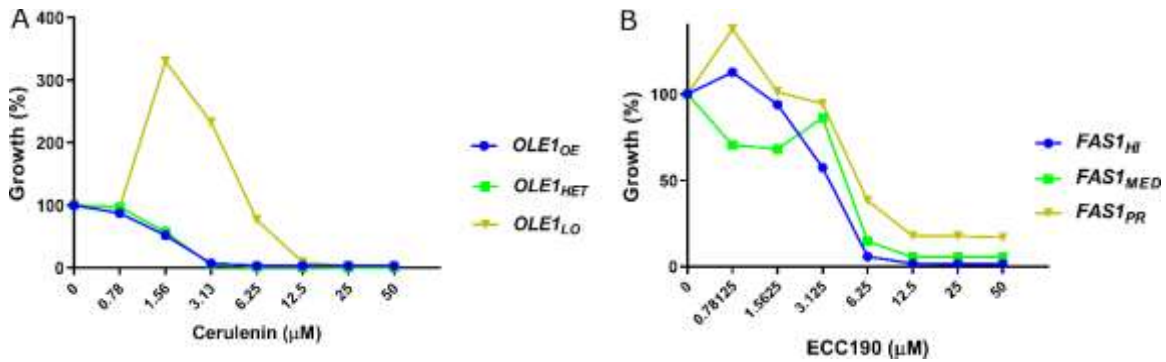 A
Growth (%)
400
300
200
100
0
0
0.78
1.56
3.13
6.25
12.5
25
50
Cerulenin (μM)
OLE1OE
OLE1HET
OLE1LO
B
Growth (%)
100
50
0
0
0.78125
1.5625
3.125
6.25
12.5
25
50
ECC190 (μM)
FAS1HI
FAS1MED
FAS1PR